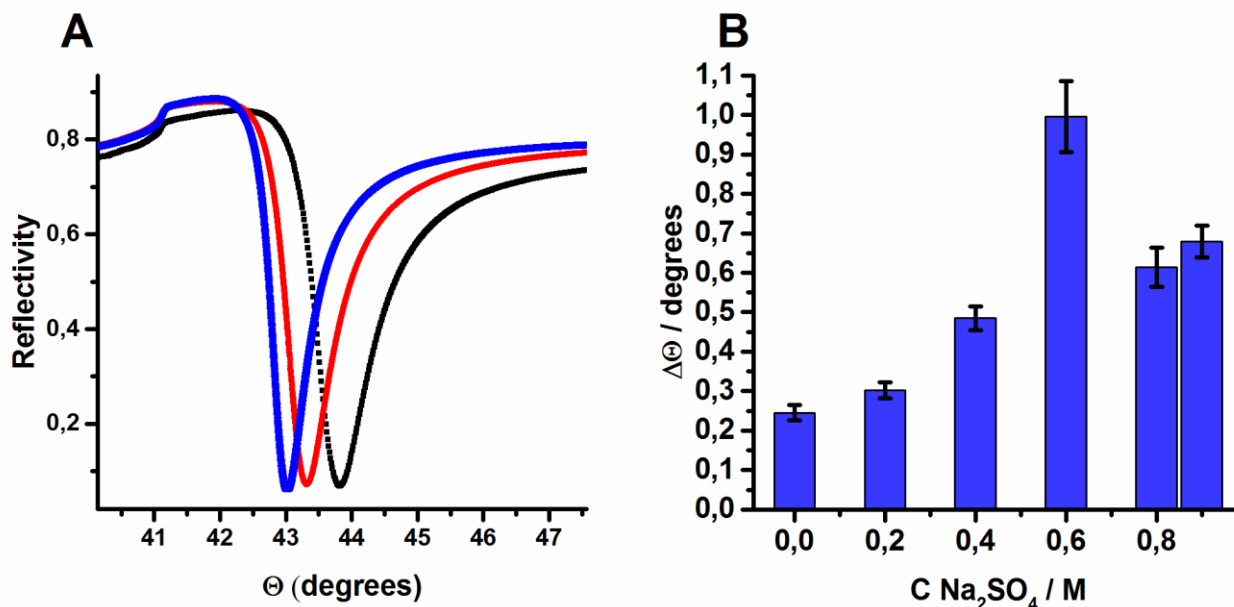 A
Reflectivity
0,8
0,6
0,4
0,2
41 42 43 44 45 46 47
Θ (degrees)
B
ΔΘ / degrees
1,1
1,0
0,9
0,8
0,7
0,6
0,5
0,4
0,3
0,2
0,1
0,0
0,0 0,2 0,4 0,6 0,8
C Na₂SO₄ / M